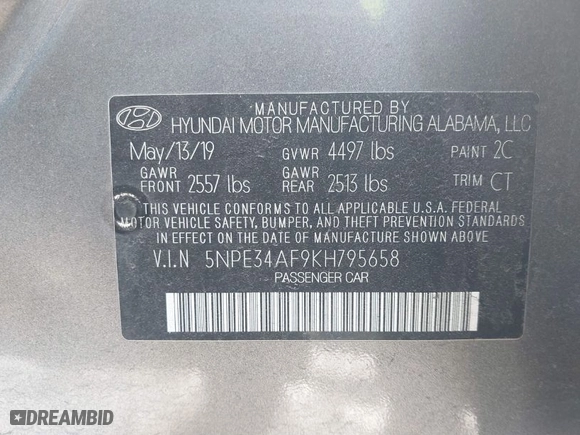 MANUFACTURED BY
HYUNDAI MOTOR MANUFACTURING ALABAMA, LLC
May/13/19 GVWR 4497 lbs PAINT 2C
GAWR FRONT 2557 lbs GAWR REAR 2513 lbs TRIM CT
THIS VEHICLE CONFORMS TO ALL APPLICABLE U.S.A. FEDERAL
MOTOR VEHICLE SAFETY, BUMPER, AND THEFT PREVENTION
STANDARDS IN EFFECT ON THE DATE OF MANUFACTURE SHOWN ABOVE.
V.I.N 5NPE34AF9KH795658
PASSENGER CAR
DREAMBID